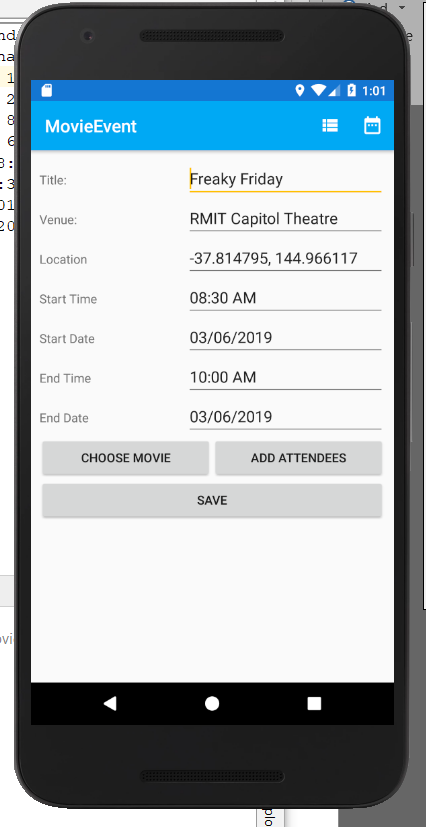 1:01
MovieEvent
Title: Freaky Friday
Venue: RMIT Capitol Theatre
Location -37.814795, 144.966117
Start Time 08:30 AM
Start Date 03/06/2019
End Time 10:00 AM
End Date 03/06/2019
CHOOSE MOVIE ADD ATTENDEES
SAVE